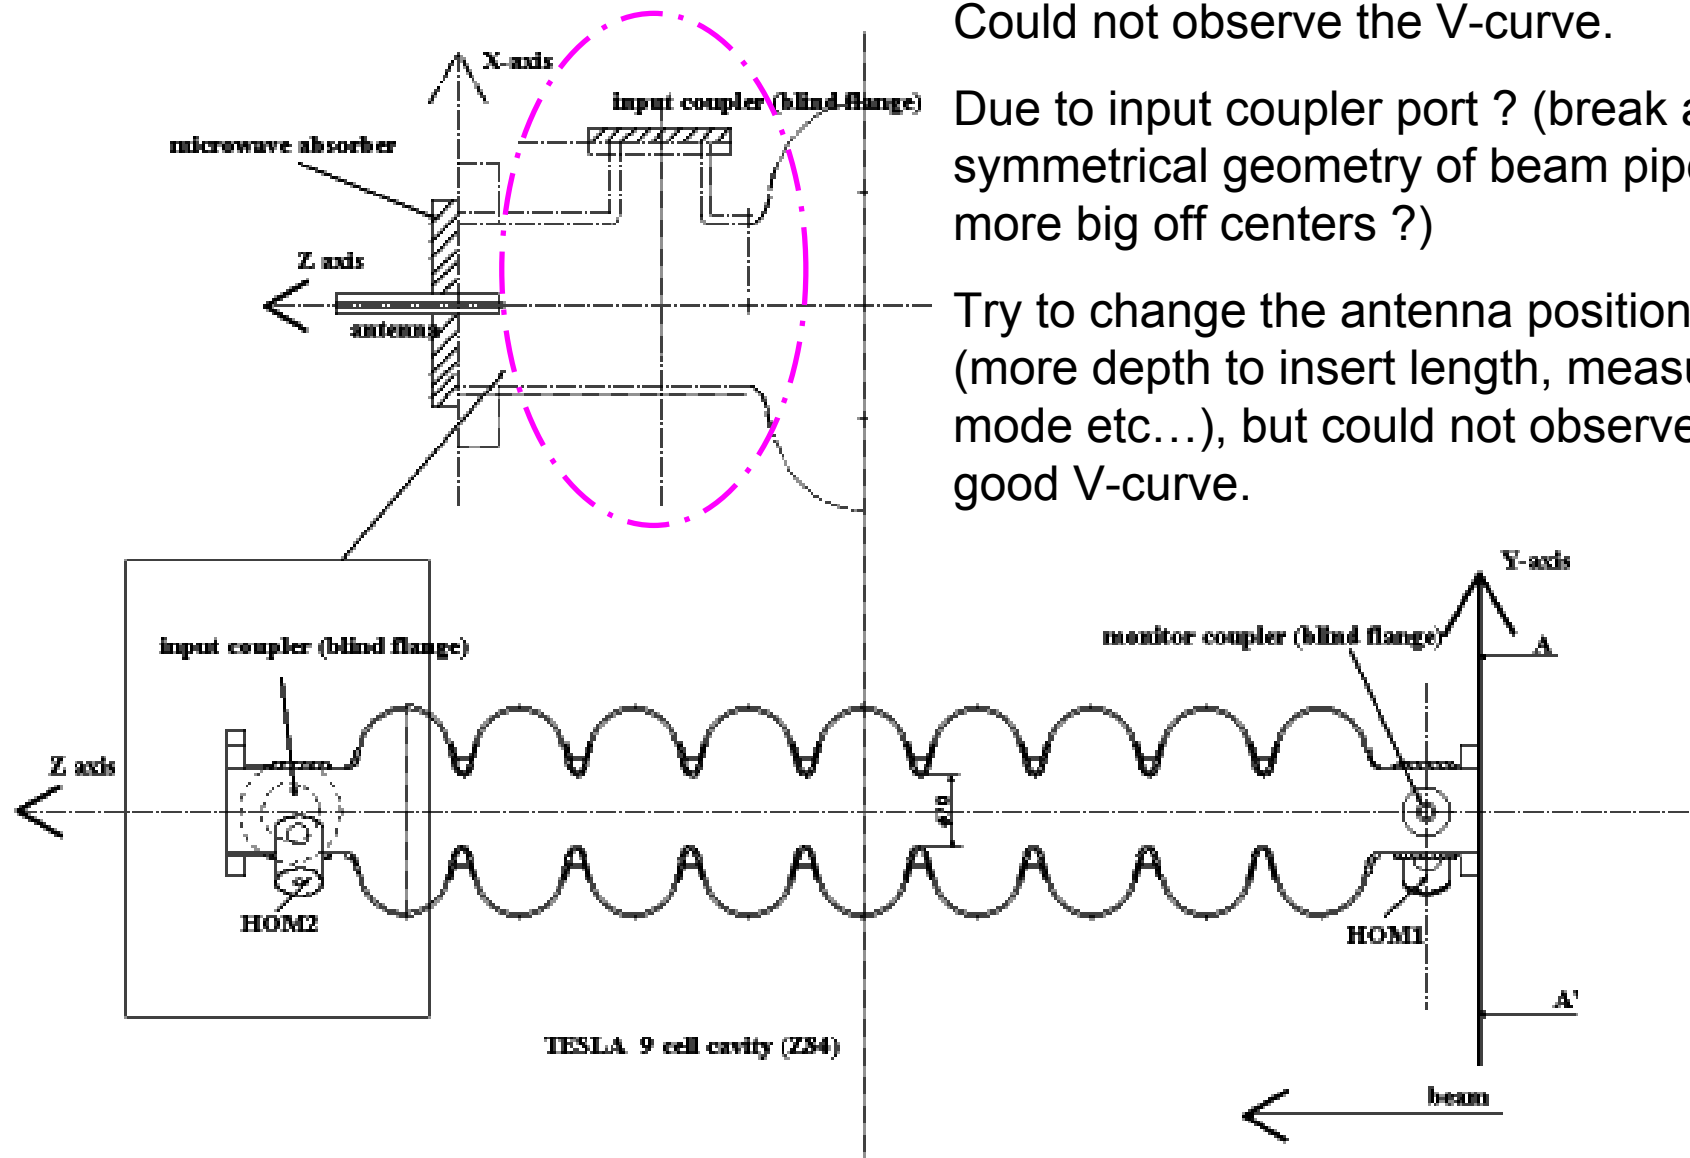 Could not observe the V-curve.
Due to input coupler port ? (break a
symmetrical geometry of beam pipe
more big off centers ?)
Try to change the antenna position
(more depth to insert length, measu
mode etc…), but could not observe
good V-curve.
X-axis
input coupler (blind flange)
microwave absorber
Z axis
antenna
Y-axis
input coupler (blind flange)
monitor coupler (blind flange)
A
Z axis
HOM2
HOM1
A'
TESLA 9 cell cavity (Z84)
beam